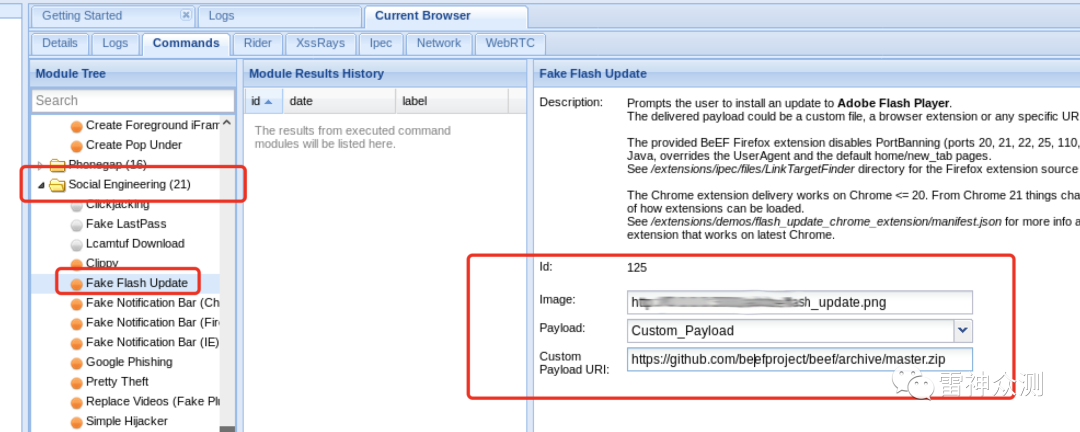 Getting Started
Logs
Current Browser
Details
Logs
Commands
Rider
XssRays
Ipec
Network
WebRTC
Module Tree
Search
Create Foreground iFram
Create Pop Under
Phonegap (16)
Social Engineering (21)
Clickjacking
Fake LastPass
Lcamtuf Download
Clippy
Fake Flash Update
Fake Notification Bar (Ch
Fake Notification Bar (Fire
Fake Notification Bar (IE)
Google Phishing
Pretty Theft
Replace Videos (Fake Plu
Simple Hijacker
Module Results History
id date label
The results from executed command
modules will be listed here.
Fake Flash Update
Description: Prompts the user to install an update to Adobe Flash Player.
The delivered payload could be a custom file, a browser extension or any specific UR
The provided BeEF Firefox extension disables PortBanning (ports 20, 21, 22, 25, 110,
Java, overrides the UserAgent and the default home/new_tab pages.
See /extensions/ipec/files/LinkTargetFinder directory for the Firefox extension source
The Chrome extension delivery works on Chrome <= 20. From Chrome 21 things cha
of how extensions can be loaded.
See /extensions/demos/flash_update_chrome_extension/manifest.json for more info a
extension that works on latest Chrome.
Id: 125
Image: sh_update.png
Payload: Custom_Payload
Custom
Payload URI: https://github.com/beefproject/beef/archive/master.zip
雷神众测